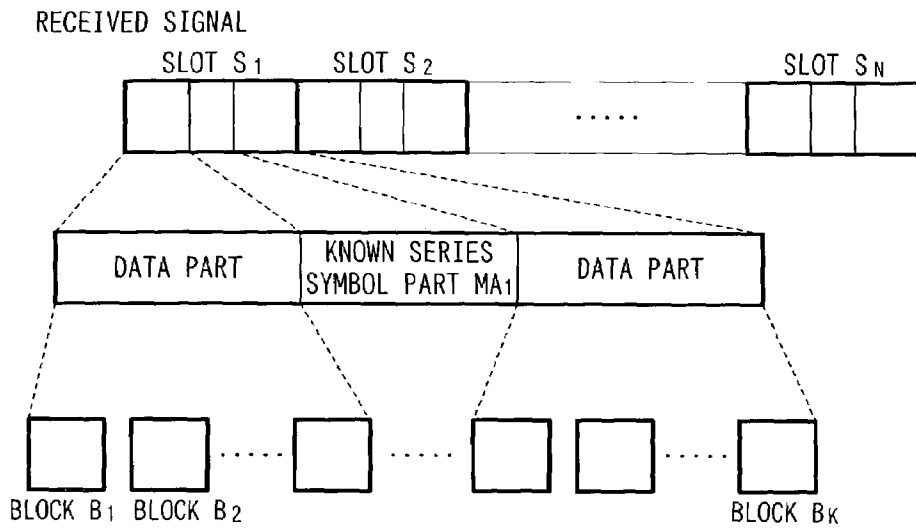 RECEIVED SIGNAL
SLOT S1 SLOT S2 SLOT SN
.....
DATA PART KNOWN SERIES SYMBOL PART MA1 DATA PART
..... ..... .....
BLOCK B1 BLOCK B2 BLOCK BK